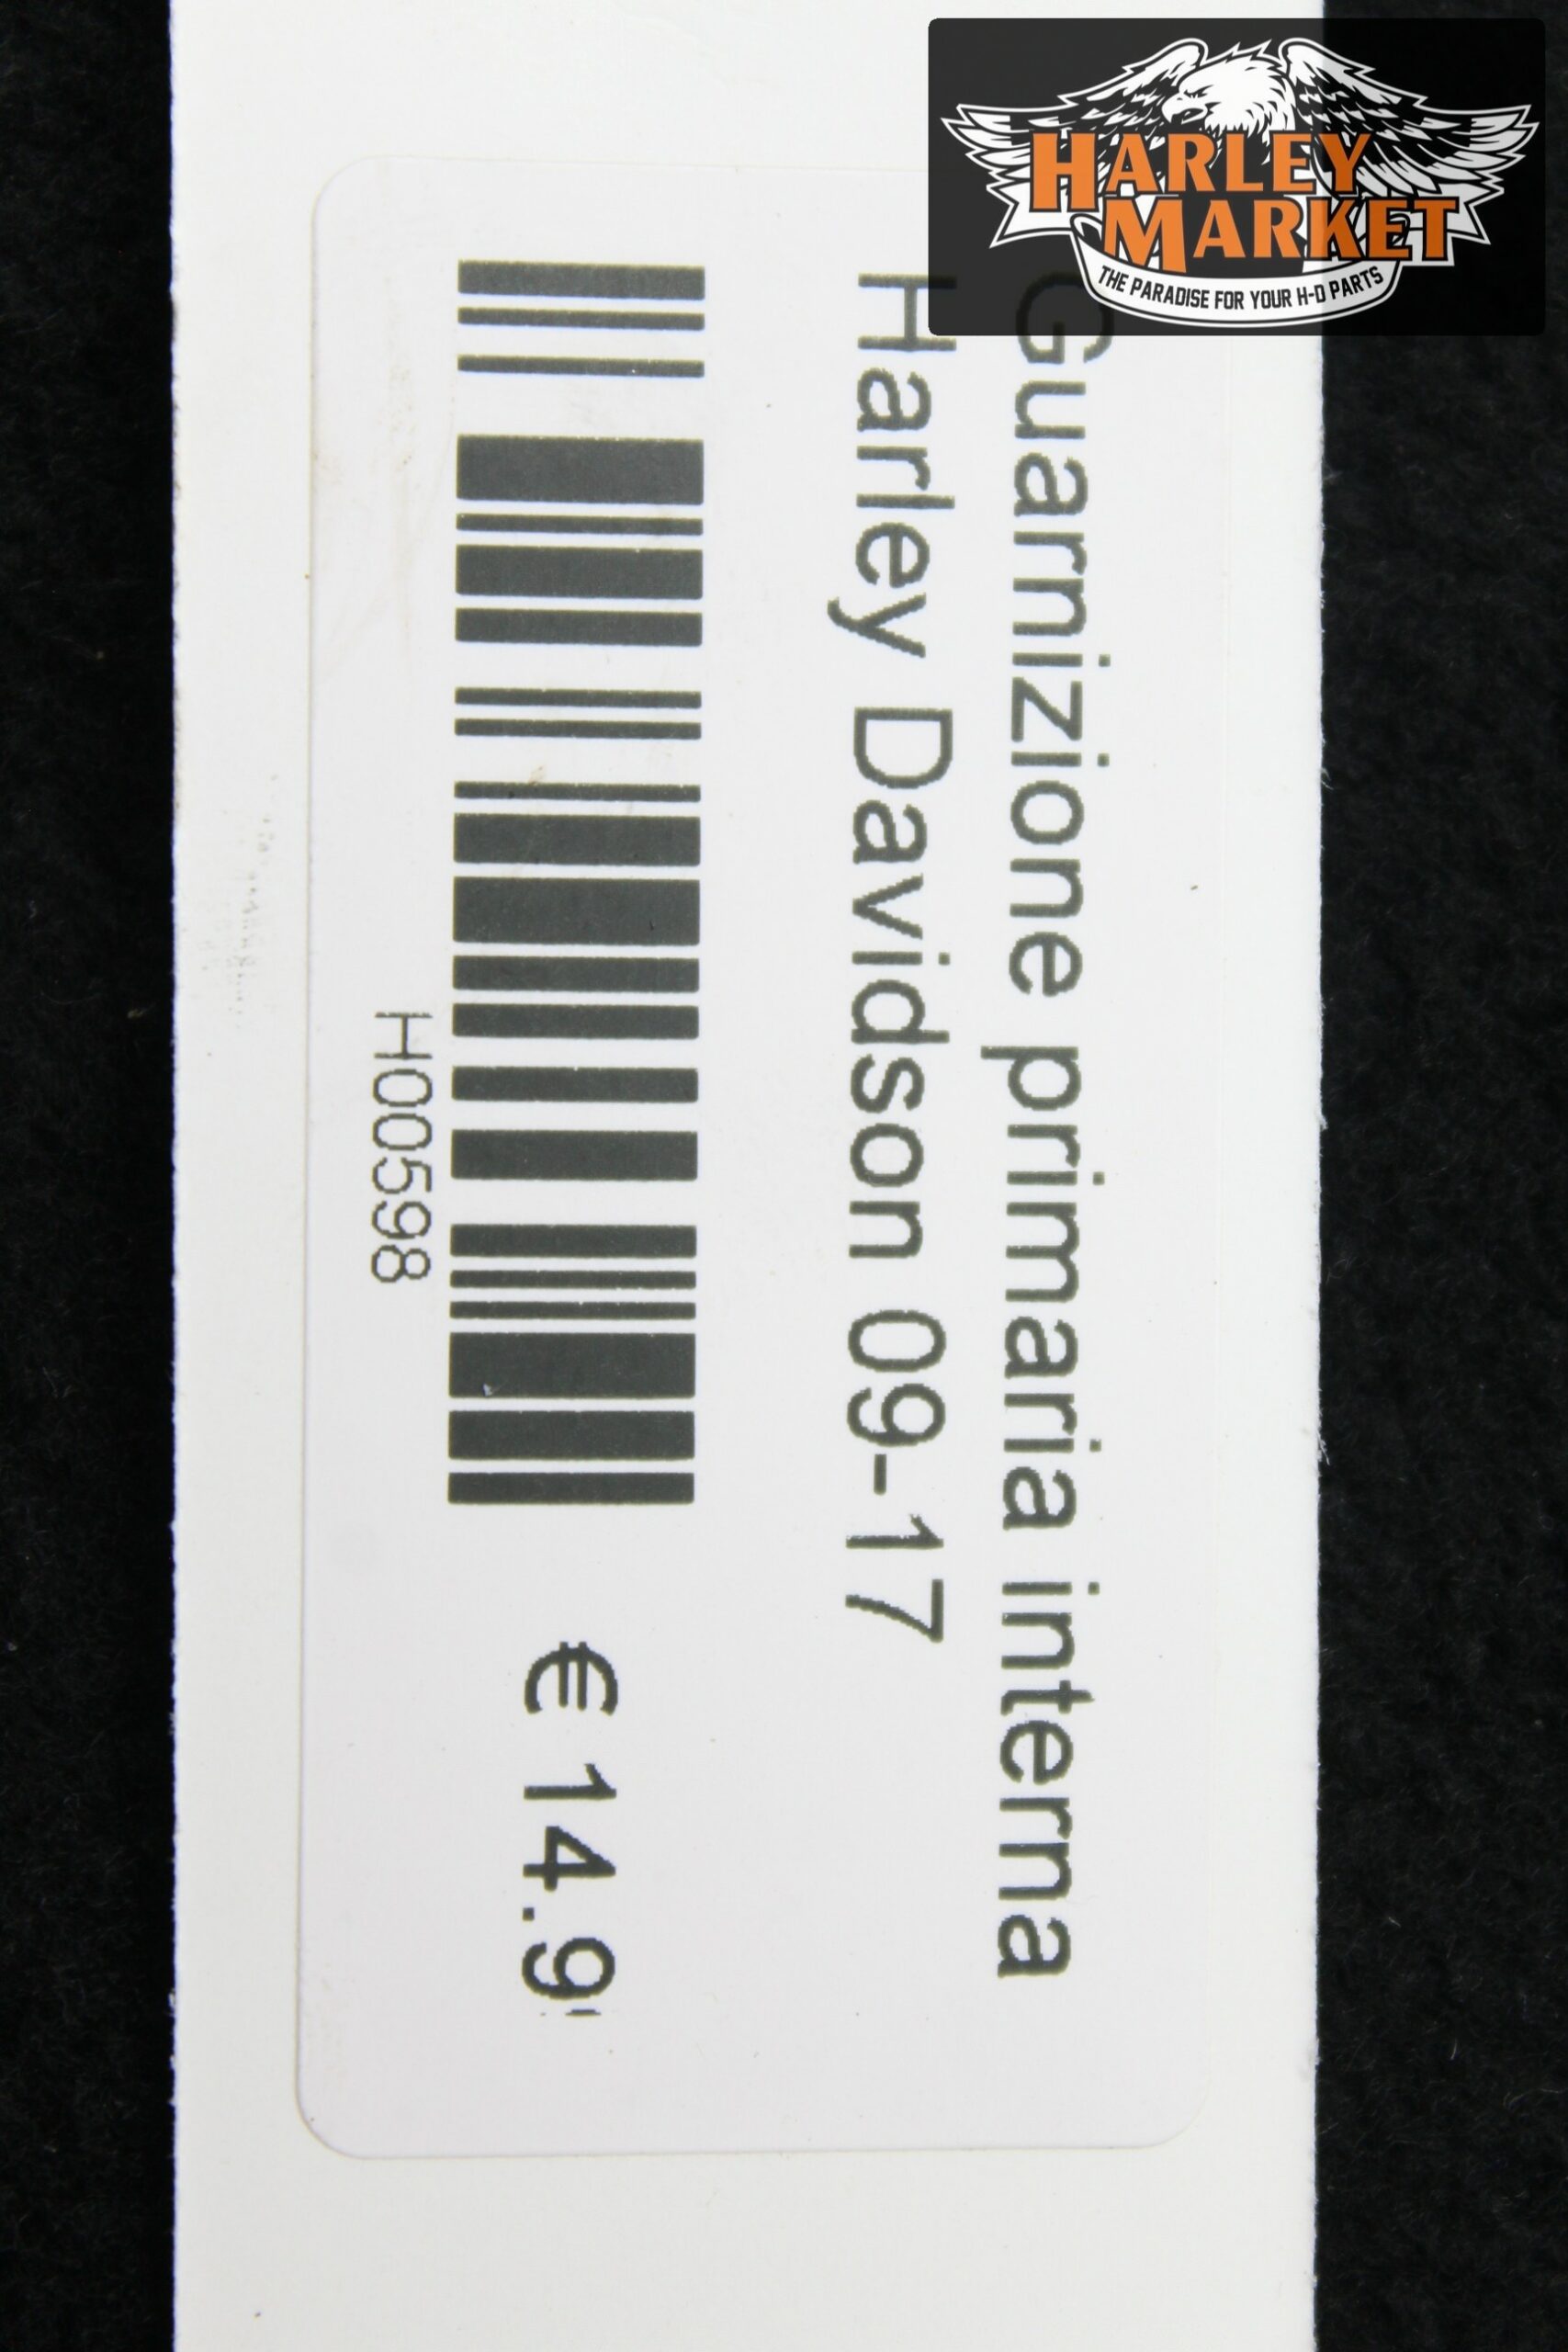 HARLEY
MARKET
THE PARADISE FOR YOUR H-D PARTS
Guarnizione primaria interna
Harley Davidson 09-17
H00598
€ 14.9